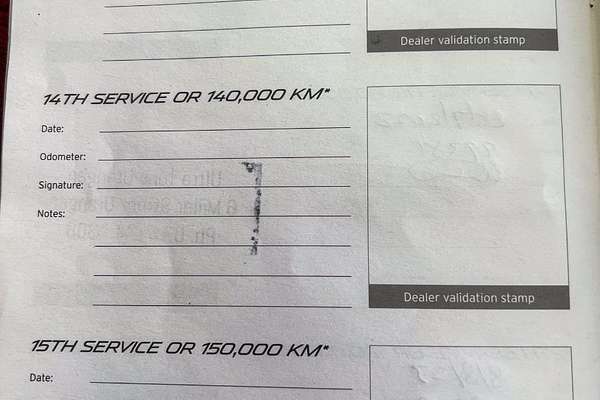 Dealer validation stamp
14TH SERVICE OR 140,000 KM*
Date:
Odometer:
Signature:
Notes:
Dealer validation stamp
15TH SERVICE OR 150,000 KM*
Date: